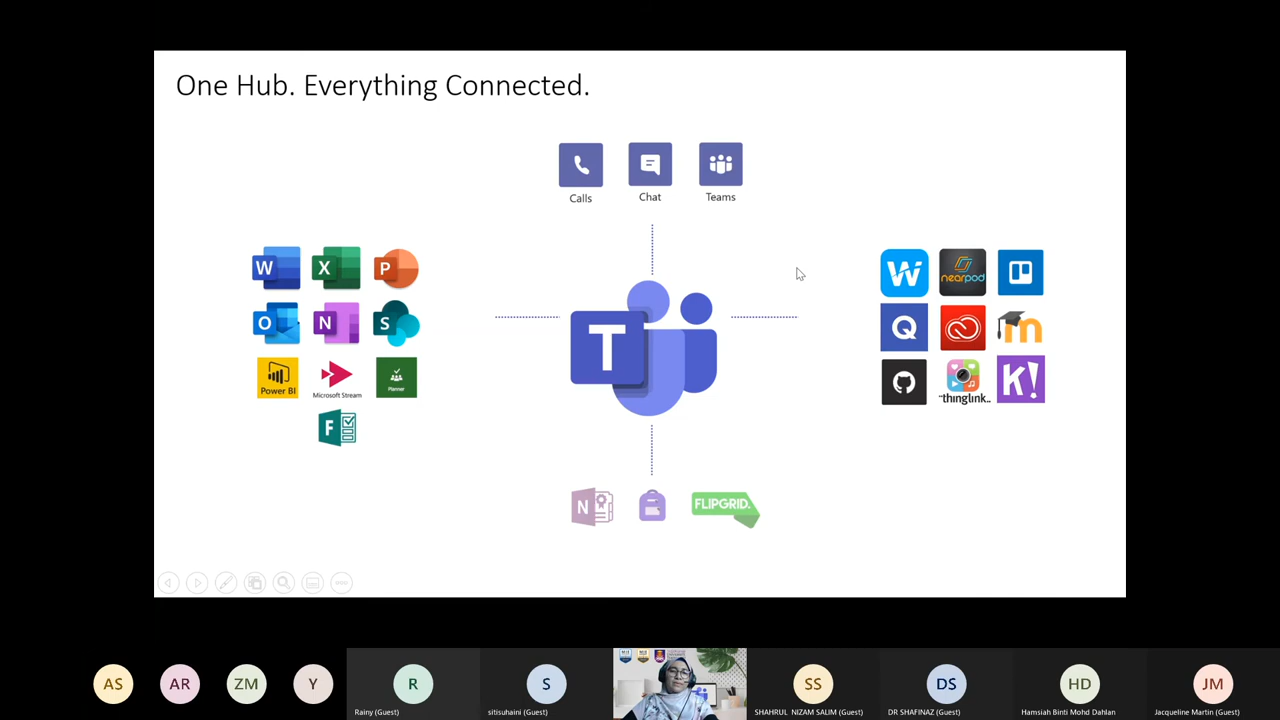 One Hub. Everything Connected.
Calls
Chat
Teams
W
X
P
O
N
S
Power BI
Microsoft Stream
Planner
F
T
W
nearpod
Q
"thinglink..
K!
N
FLIPGRID.
AS
AR
ZM
Y
R
S
SS
DS
HD
JM
Rainy (Guest)
sitisuhaini (Guest)
SHAHRUL NIZAM SALIM (Guest)
DR SHAFINAZ (Guest)
Hamsiah Binti Mohd Dahlan
Jacqueline Martin (Guest)